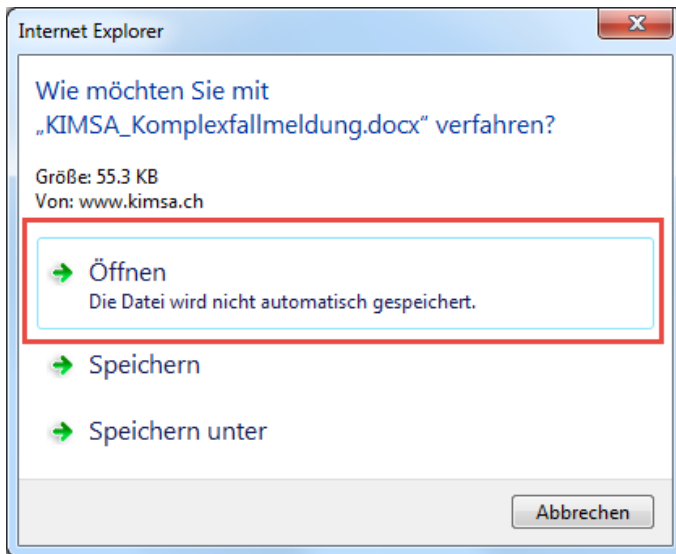 Internet Explorer
Wie möchten Sie mit
„KIMSA_Komplexfallmeldung.docx“ verfahren?
Größe: 55.3 KB
Von: www.kimsa.ch
Öffnen
Die Datei wird nicht automatisch gespeichert.
Speichern
Speichern unter
Abbrechen